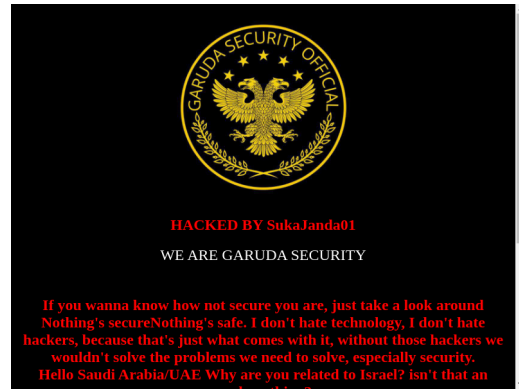 GARUDA SECURITY OFFICIAL
HACKED BY SukaJanda01
WE ARE GARUDA SECURITY
If you wanna know how not secure you are, just take a look around
Nothing's secureNothing's safe. I don't hate technology, I don't hate
hackers, because that's just what comes with it, without those hackers we
wouldn't solve the problems we need to solve, especially security.
Hello Saudi Arabia/UAE Why are you related to Israel? isn't that an